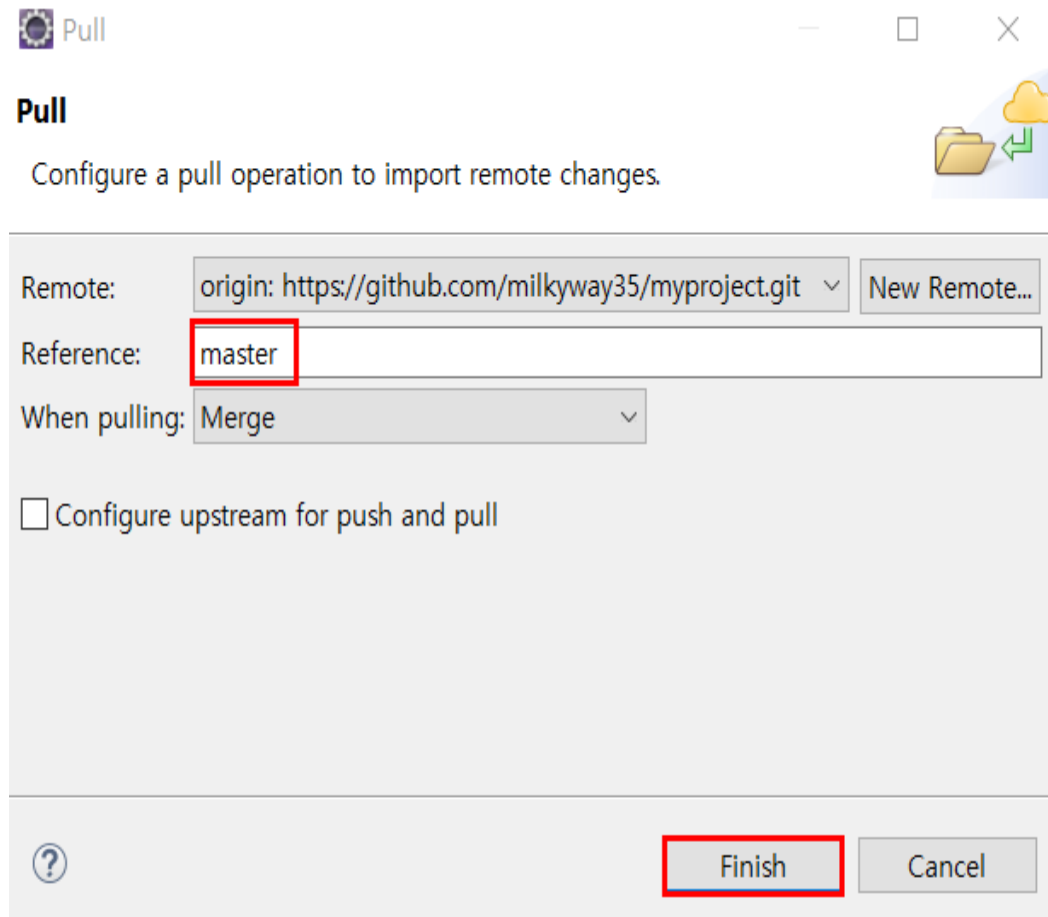 Pull
Pull
Configure a pull operation to import remote changes.
Remote: origin: https://github.com/milkyway35/myproject.git New Remote...
Reference: master
When pulling: Merge
Configure upstream for push and pull
Finish Cancel